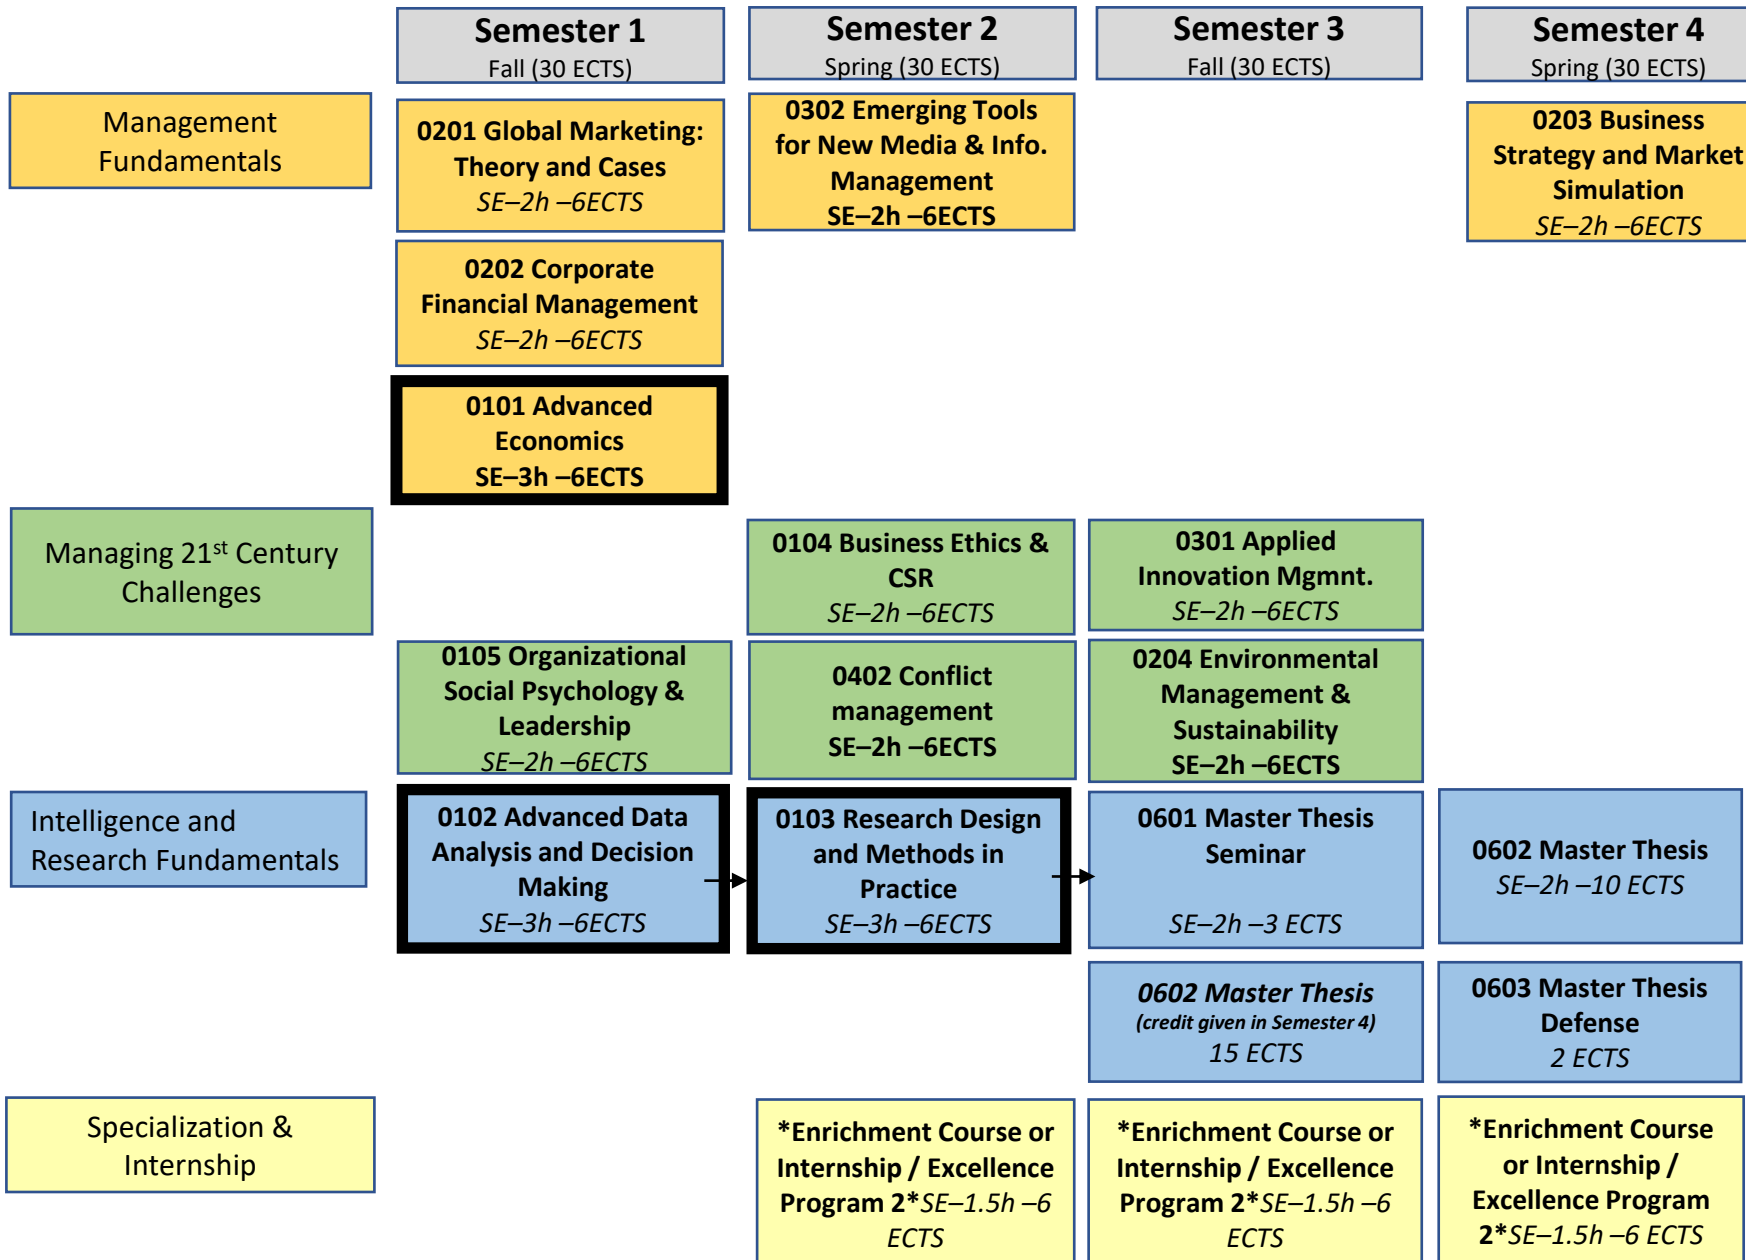 Semester 1
Fall (30 ECTS)
Semester 2
Spring (30 ECTS)
Semester 3
Fall (30 ECTS)
Semester 4
Spring (30 ECTS)
Management
Fundamentals
0201 Global Marketing:
Theory and Cases
SE–2h –6ECTS
0302 Emerging Tools
for New Media & Info.
Management
SE–2h –6ECTS
0203 Business
Strategy and Market
Simulation
SE–2h –6ECTS
0202 Corporate
Financial Management
SE–2h –6ECTS
0101 Advanced
Economics
SE–3h –6ECTS
Managing 21st Century
Challenges
0104 Business Ethics &
CSR
SE–2h –6ECTS
0301 Applied
Innovation Mgmnt.
SE–2h –6ECTS
0105 Organizational
Social Psychology &
Leadership
SE–2h –6ECTS
0402 Conflict
management
SE–2h –6ECTS
0204 Environmental
Management &
Sustainability
SE–2h –6ECTS
Intelligence and
Research Fundamentals
0102 Advanced Data
Analysis and Decision
Making
SE–3h –6ECTS
0103 Research Design
and Methods in
Practice
SE–3h –6ECTS
0601 Master Thesis
Seminar
SE–2h –3 ECTS
0602 Master Thesis
SE–2h –10 ECTS
0602 Master Thesis
(credit given in Semester 4)
15 ECTS
0603 Master Thesis
Defense
2 ECTS
Specialization &
Internship
*Enrichment Course or
Internship / Excellence
Program 2*SE–1.5h –6
ECTS
*Enrichment Course or
Internship / Excellence
Program 2*SE–1.5h –6
ECTS
*Enrichment Course
or Internship /
Excellence Program
2*SE–1.5h –6 ECTS